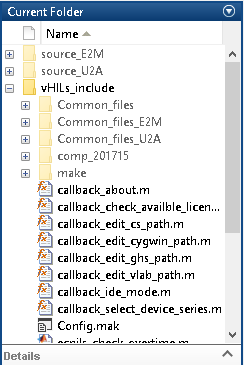 Current Folder
Name
source_E2M
source_U2A
vHILs_include
Common_files
Common_files_E2M
Common_files_U2A
comp_201715
make
callback_about.m
callback_check_availble_licen...
callback_edit_cs_path.m
callback_edit_cygwin_path.m
callback_edit_ghs_path.m
callback_edit_vlab_path.m
callback_ide_mode.m
callback_select_device_series.m
Config.mak
Details